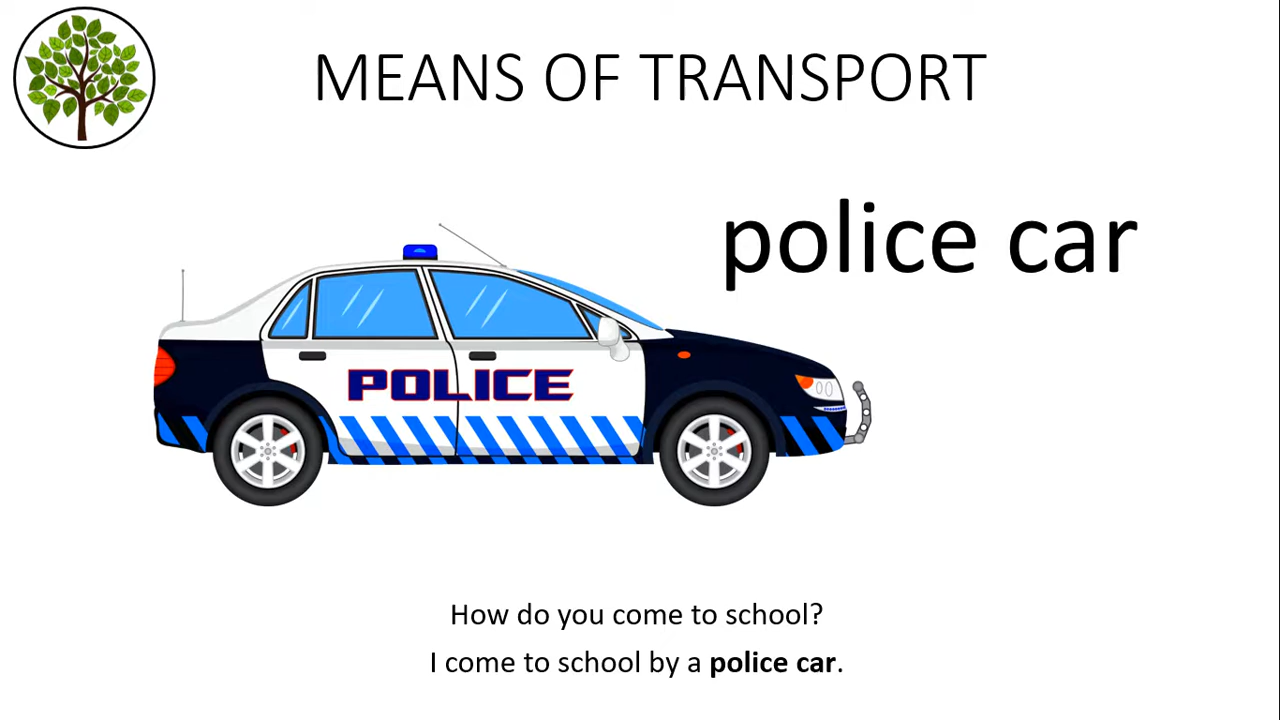 MEANS OF TRANSPORT
police car
POLICE
How do you come to school?
I come to school by a police car.